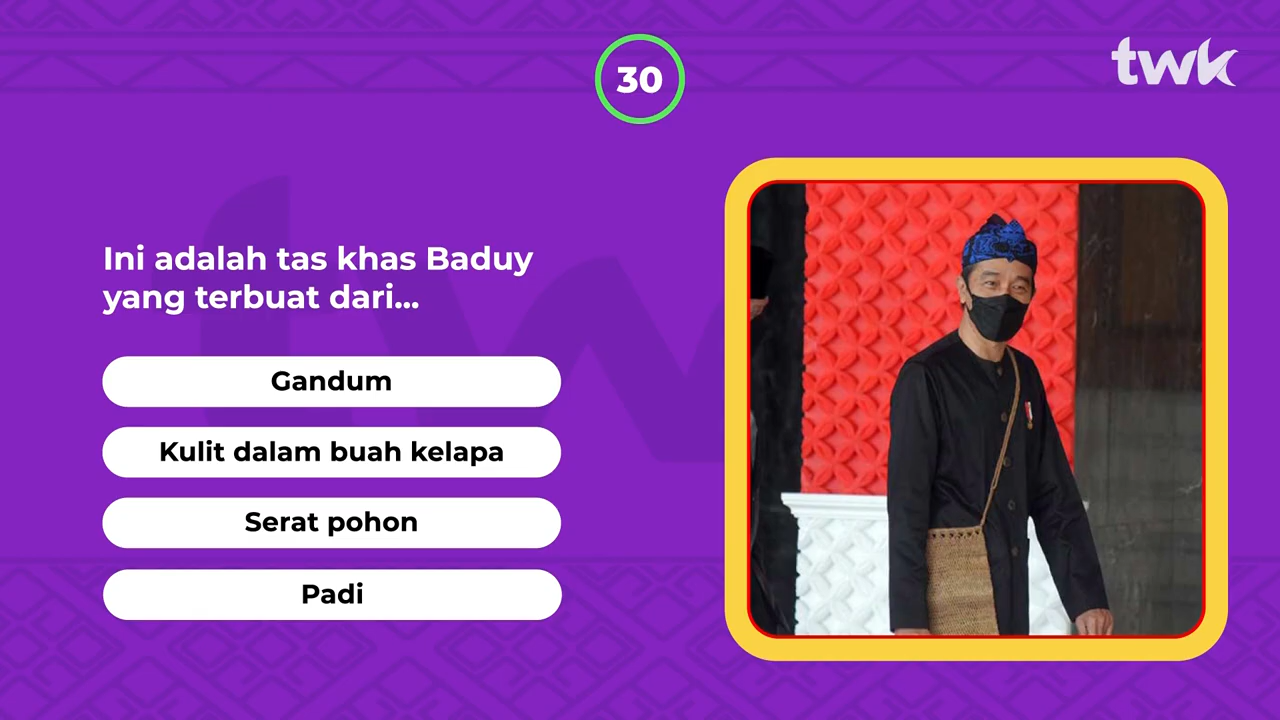 30
twk
Ini adalah tas khas Baduy
yang terbuat dari...
Gandum
Kulit dalam buah kelapa
Serat pohon
Padi